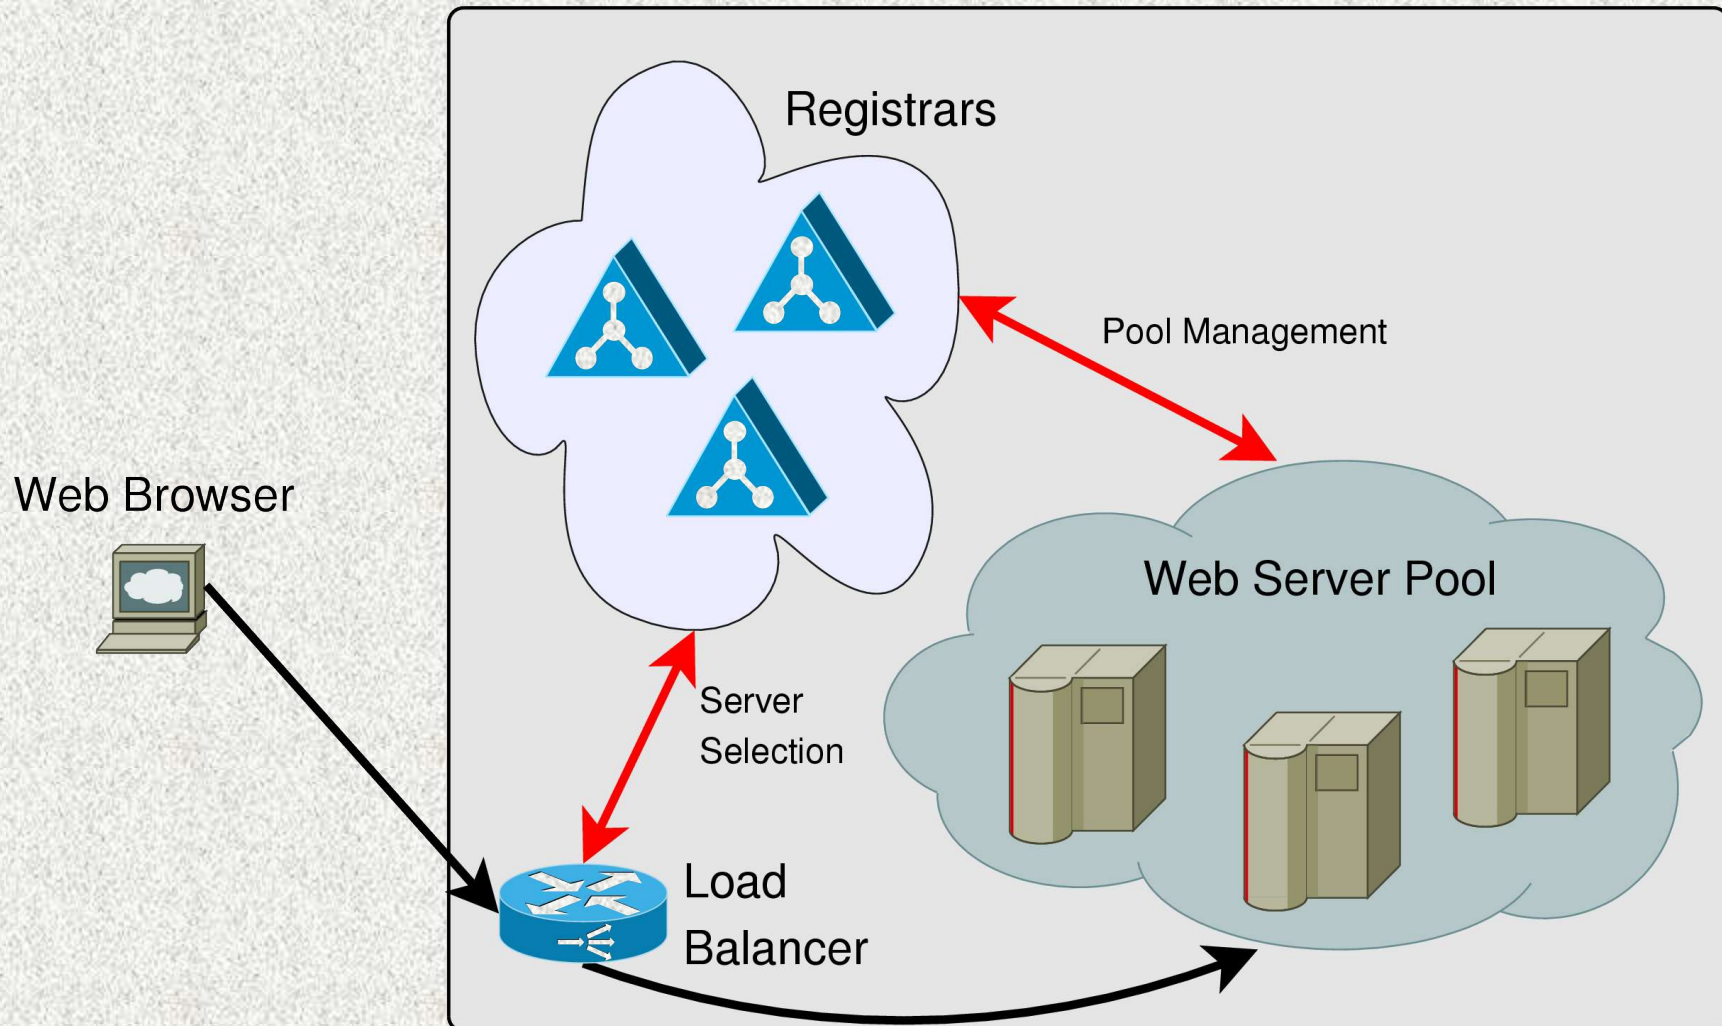 Registrars
Pool Management
Web Browser
Web Server Pool
Server
Selection
Load
Balancer